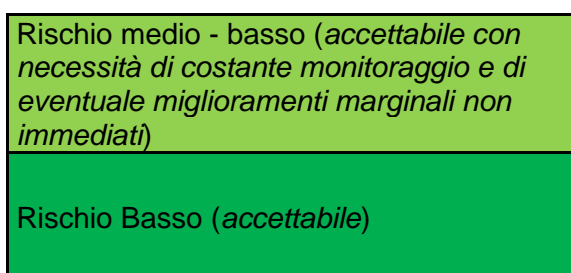 Rischio medio - basso (accettabile con
necessità di costante monitoraggio e di
eventuale miglioramenti marginali non
immediati)
Rischio Basso (accettabile)